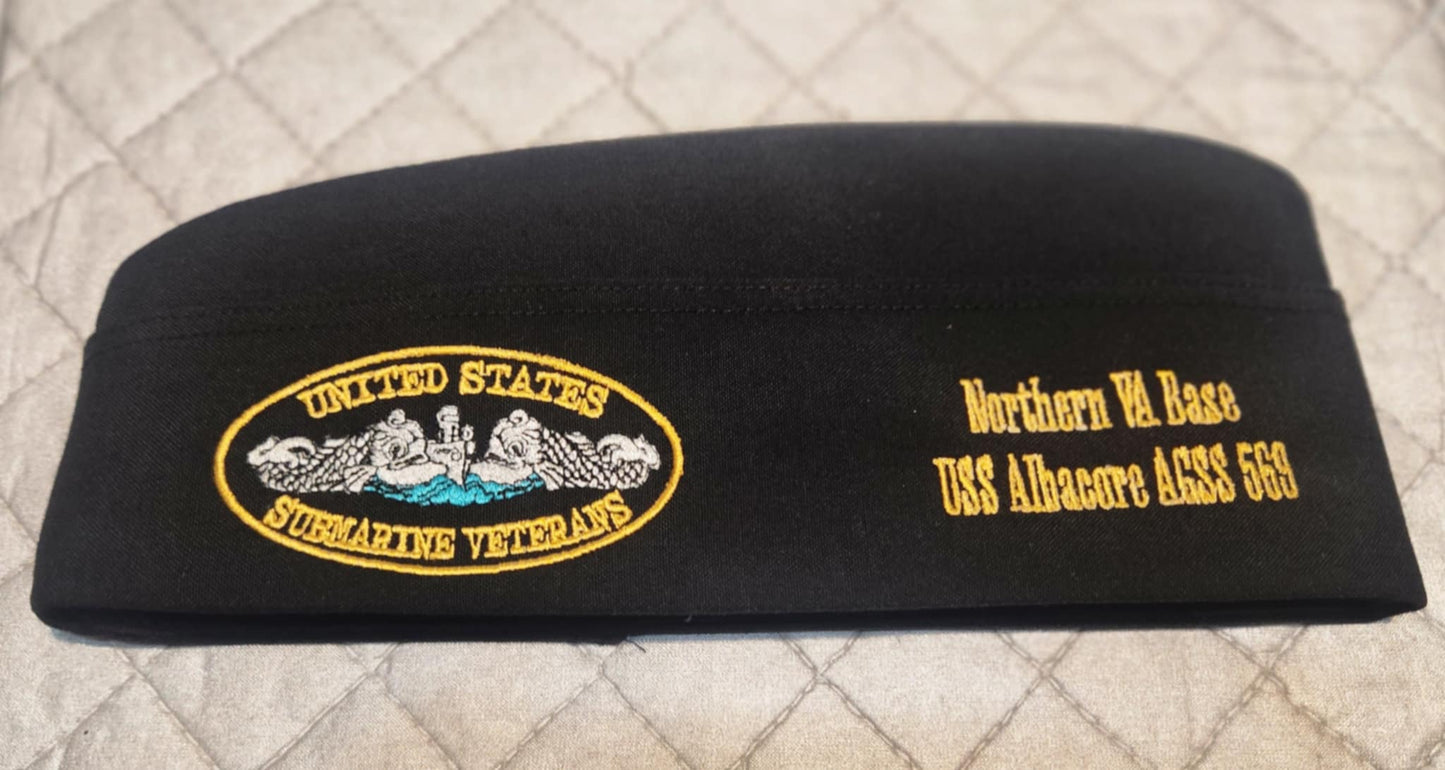 UNITED STATES
SUBMARINE VETERANS
Northern VA Base
USS Albacore AGSS 569